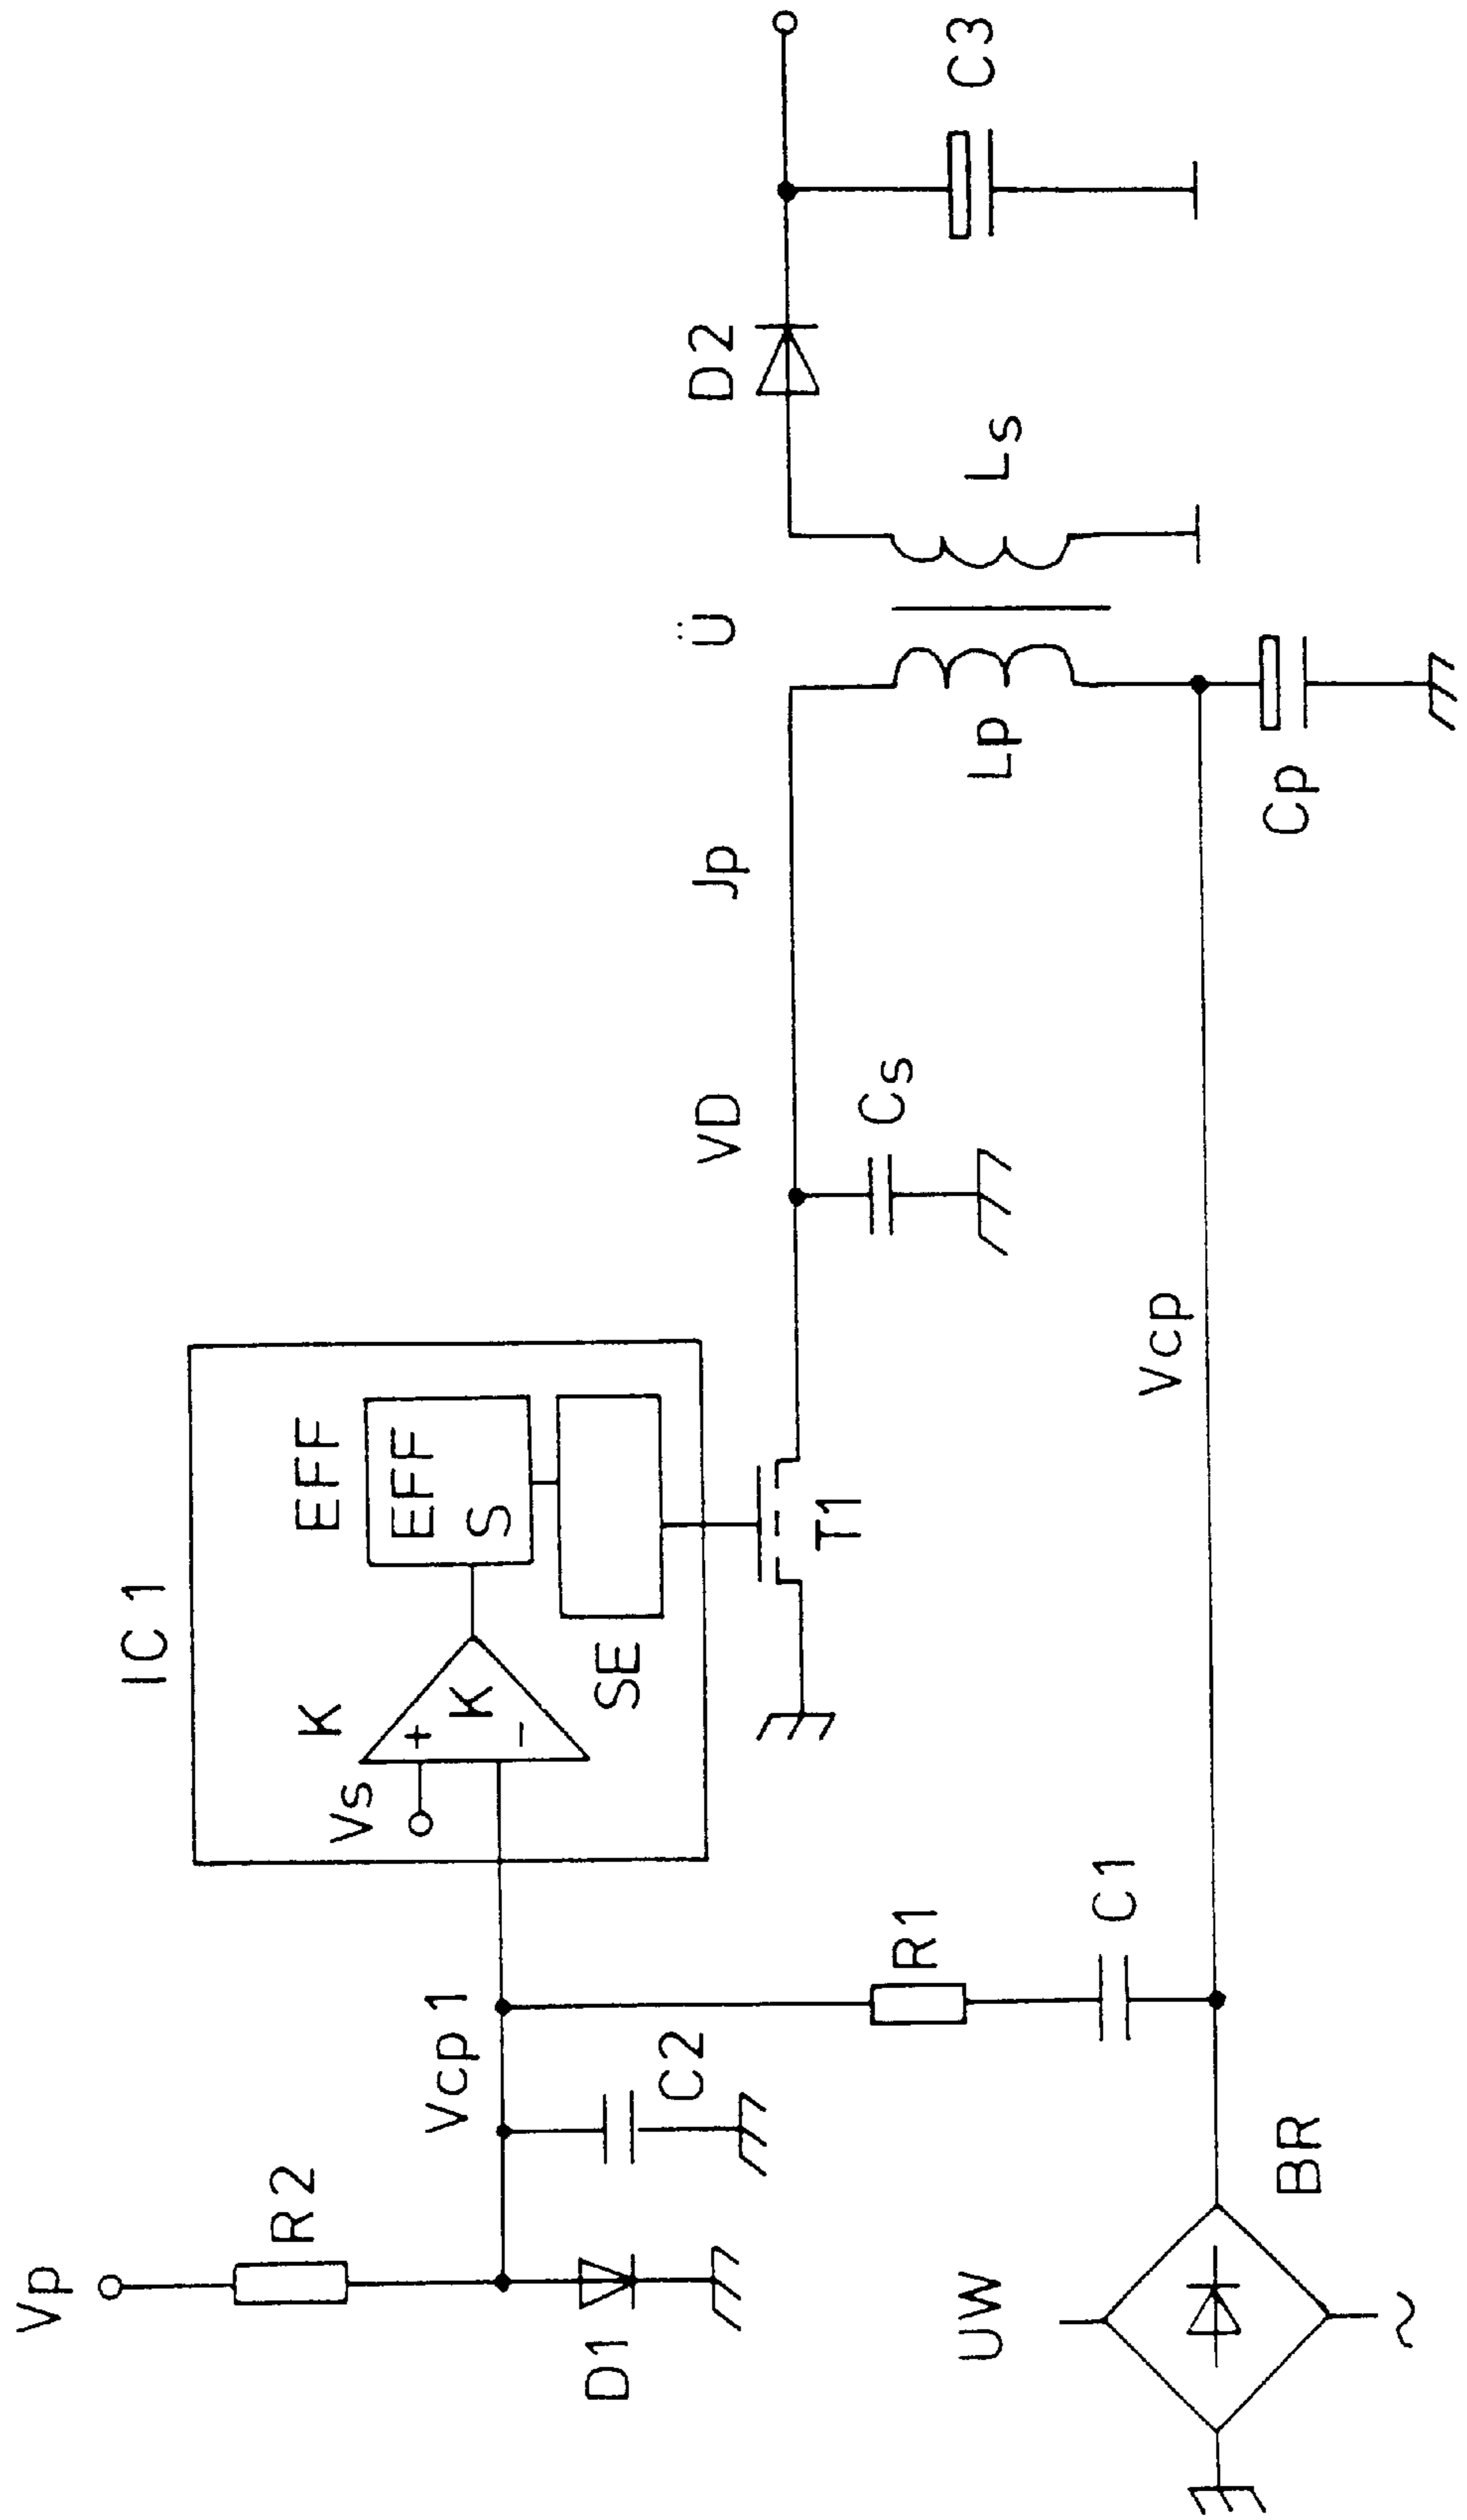 Vp
R2
D1
Vcp1
C2
IC1
K
Vs
+
K
-
EFF
EFF
S
SE
T1
R1
C1
UW
BR
~
VD
Cs
Vcp
Jp
Ü
Lp
Ls
Cp
D2
C3